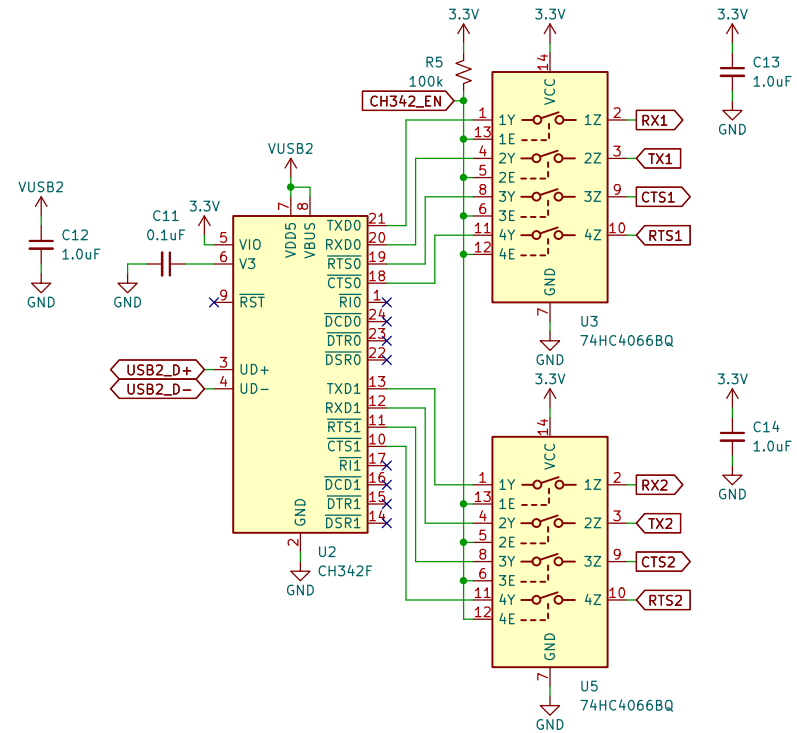 3.3V
3.3V
3.3V
R5
100k
CH342_EN
14
VCC
C13
1.0uF
GND
1 1Y 1Z 2 RX1
13 1E
4 2Y 2Z 3 TX1
5 2E
8 3Y 3Z 9 CTS1
6 3E
11 4Y 4Z 10 RTS1
12 4E
GND
7
U3
74HC4066BQ
GND
VUSB2
C12
1.0uF
GND
3.3V
C11
0.1uF
GND
VUSB2
7 8
VDD5 VBUS
5 VIO
6 V3
9 RST
USB2_D+ 3 UD+
USB2_D- 4 UD-
TXD0 21
RXD0 20
RTS0 19
CTS0 18
RI0 1
DCD0 24
DTR0 23
DSR0 22
TXD1 13
RXD1 12
RTS1 11
CTS1 10
RI1 17
DCD1 16
DTR1 15
DSR1 14
GND
2
U2
CH342F
GND
3.3V
3.3V
14
VCC
C14
1.0uF
GND
1 1Y 1Z 2 RX2
13 1E
4 2Y 2Z 3 TX2
5 2E
8 3Y 3Z 9 CTS2
6 3E
11 4Y 4Z 10 RTS2
12 4E
GND
7
U5
74HC4066BQ
GND